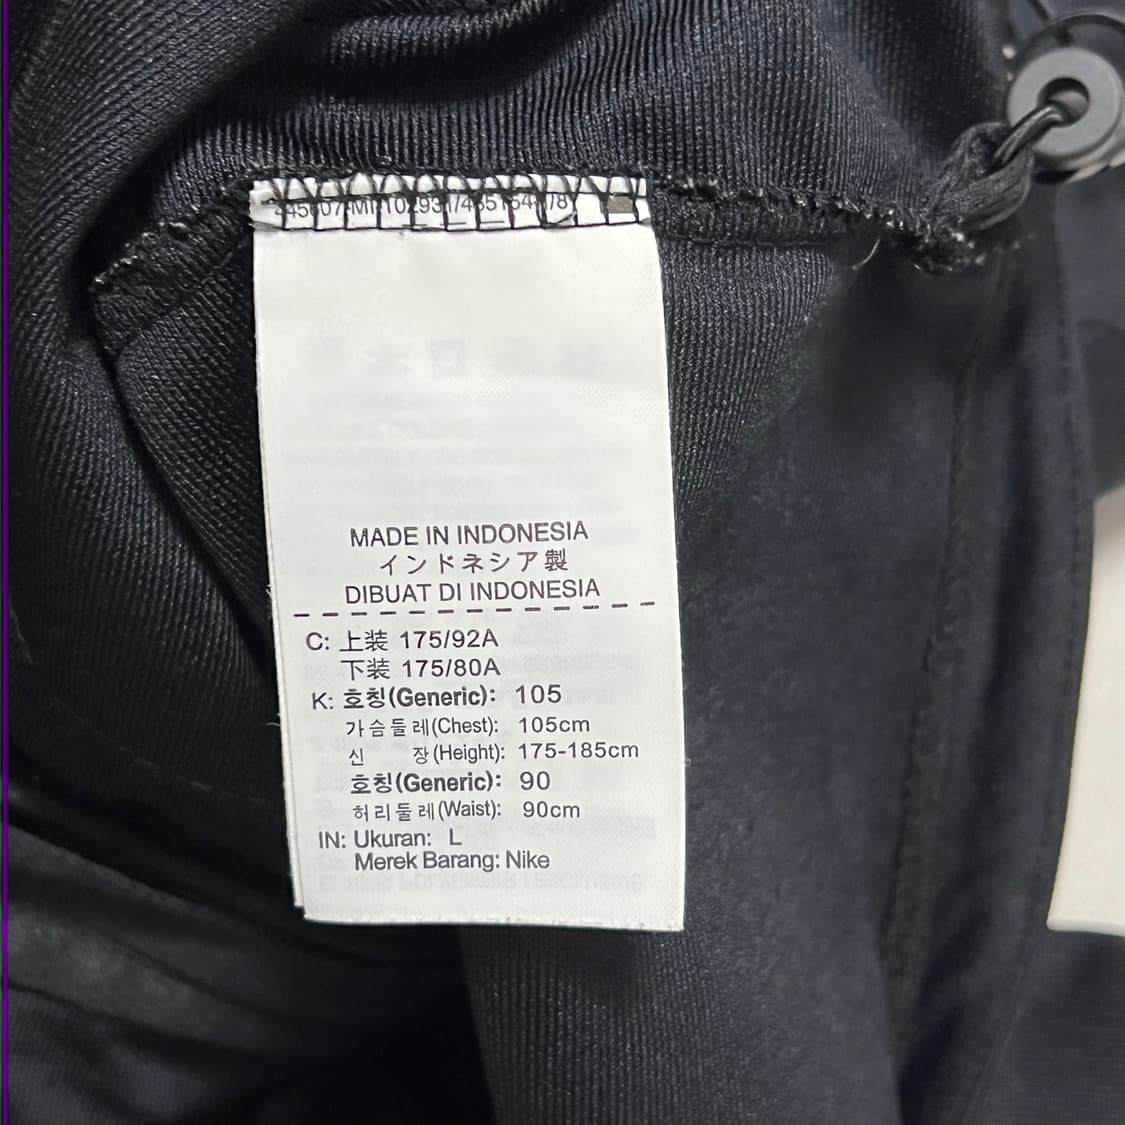 MADE IN INDONESIA
インドネシア製
DIBUAT DI INDONESIA
C: 上装 175/92A
下装 175/80A
K: 호칭(Generic): 105
가슴둘레(Chest): 105cm
신 장(Height): 175-185cm
호칭(Generic): 90
허리둘레(Waist): 90cm
IN: Ukuran: L
Merek Barang: Nike